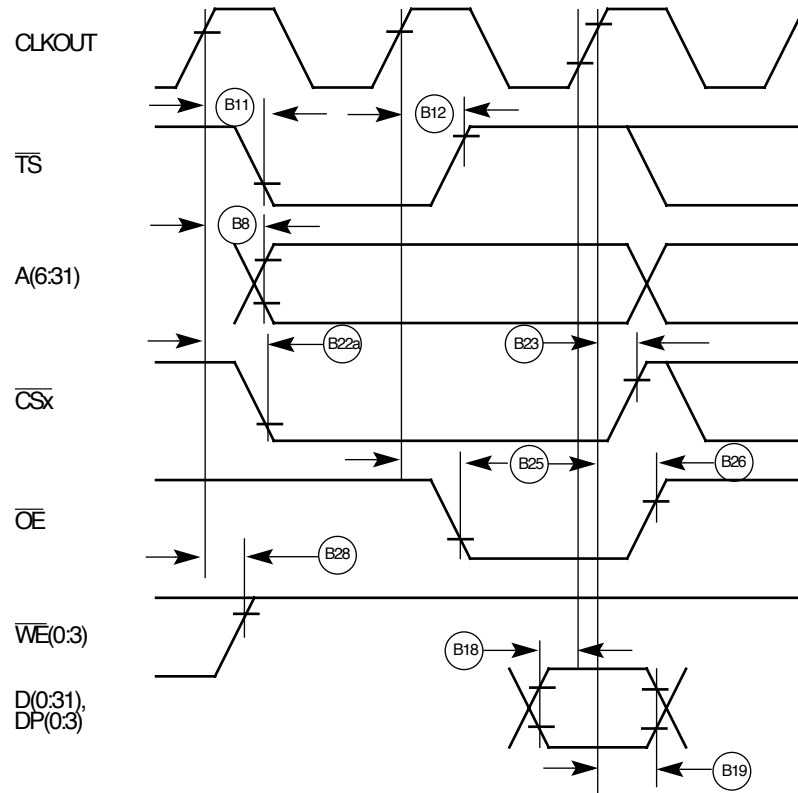 CLKOUT
B11
B12
TS
B8
A(6:31)
B22a
B23
CSx
B25
B26
OE
B28
WE(0:3)
B18
D(0:31),
DP(0:3)
B19